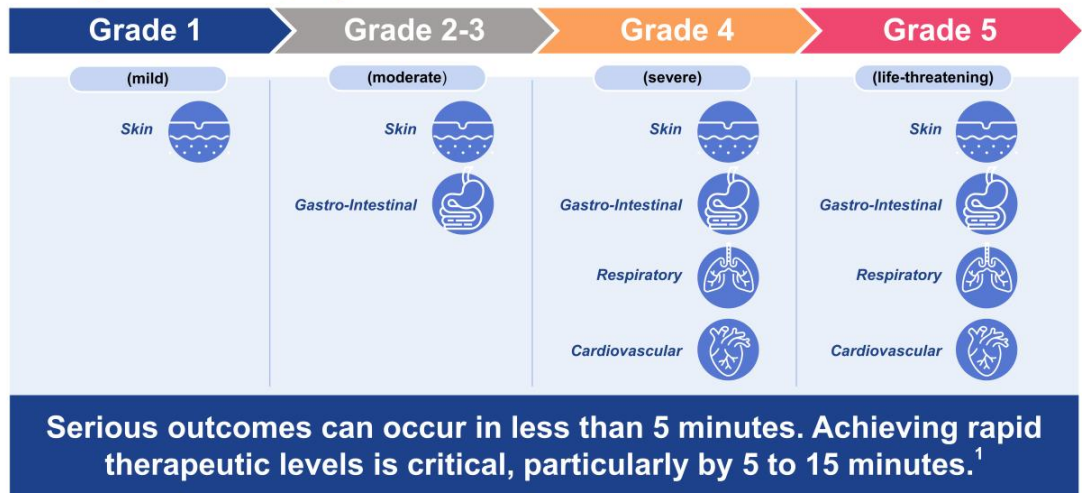 Grade 1
Grade 2-3
Grade 4
Grade 5
(mild)
(moderate)
(severe)
(life-threatening)
Skin
Skin
Gastro-Intestinal
Skin
Gastro-Intestinal
Respiratory
Cardiovascular
Skin
Gastro-Intestinal
Respiratory
Cardiovascular
Serious outcomes can occur in less than 5 minutes. Achieving rapid
therapeutic levels is critical, particularly by 5 to 15 minutes.¹